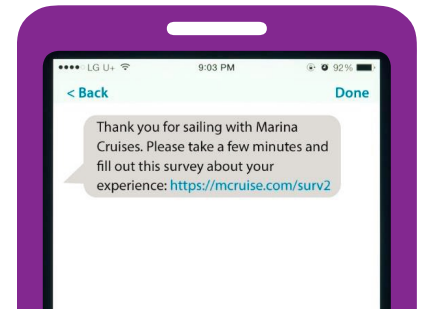 LG U+ 9:03 PM 92%
< Back Done
Thank you for sailing with Marina
Cruises. Please take a few minutes and
fill out this survey about your
experience: https://mcruise.com/surv2